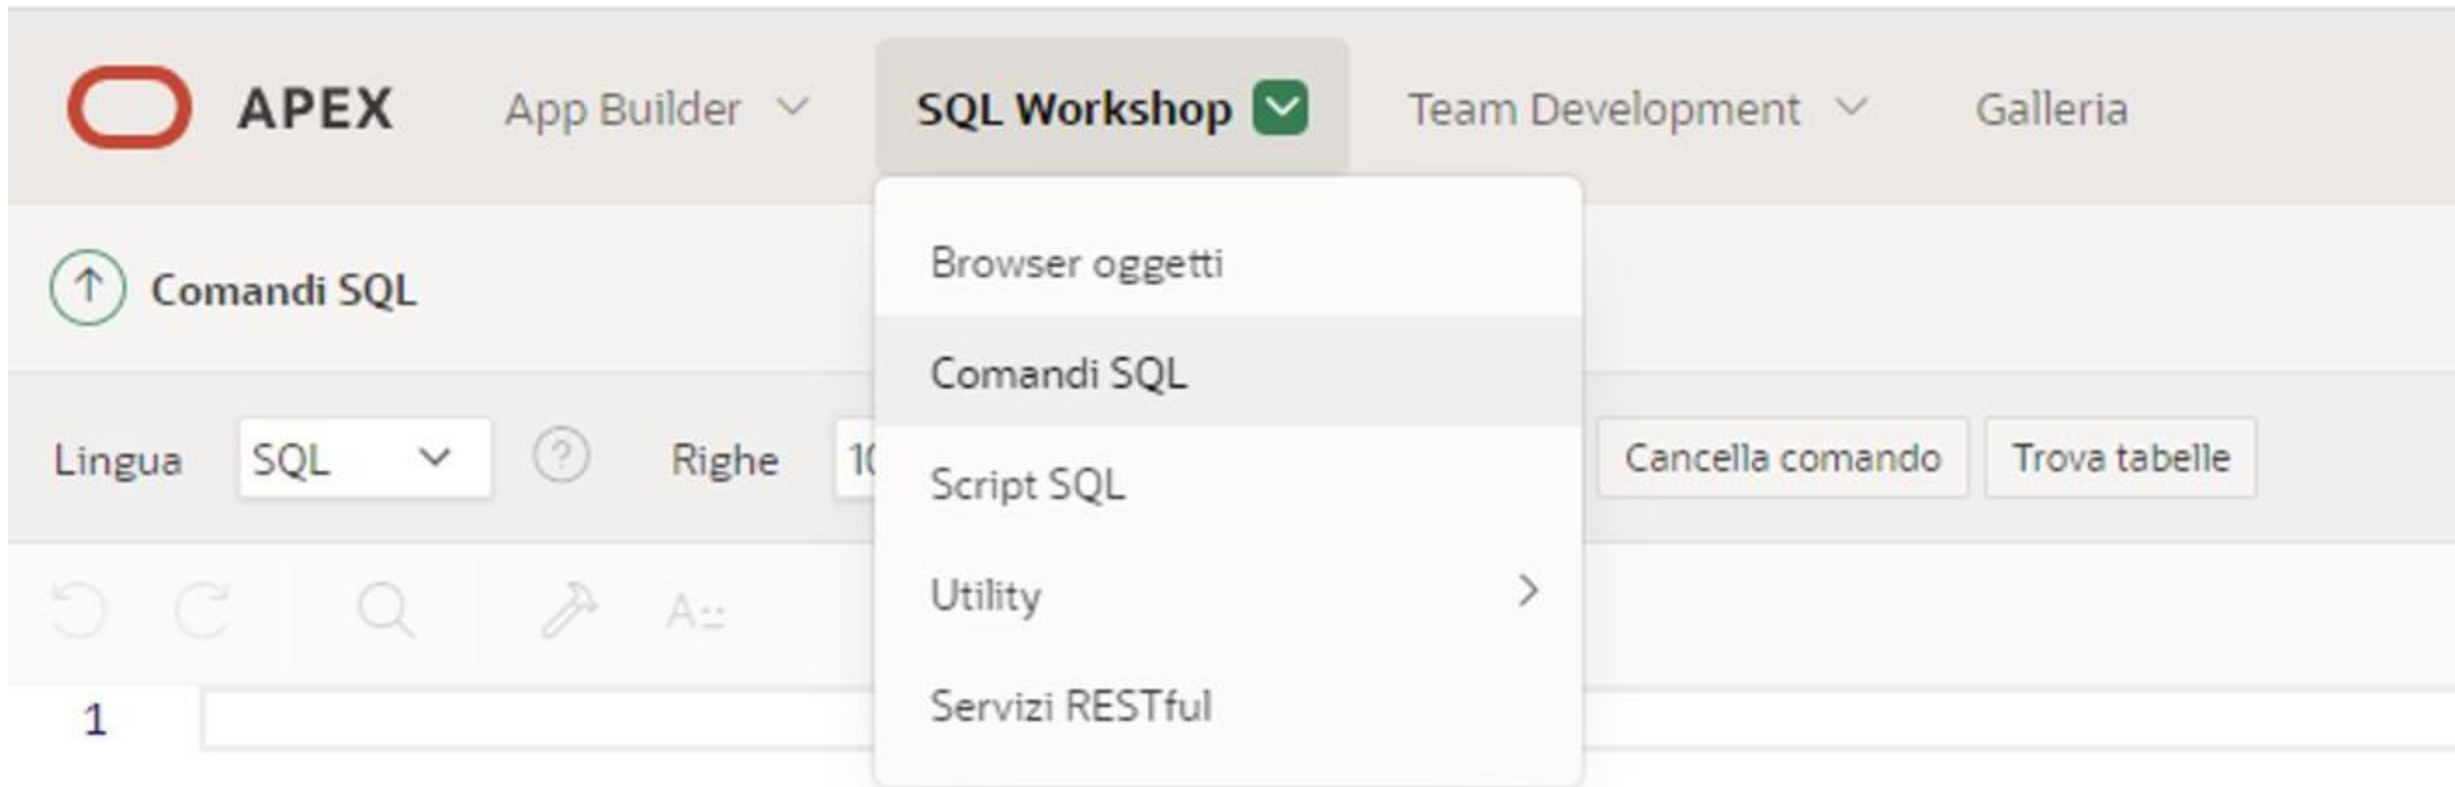 APEX App Builder SQL Workshop Team Development Galleria
Comandi SQL
Browser oggetti
Comandi SQL
Script SQL
Utility
Servizi RESTful
Lingua SQL Righe Cancella comando Trova tabelle
1